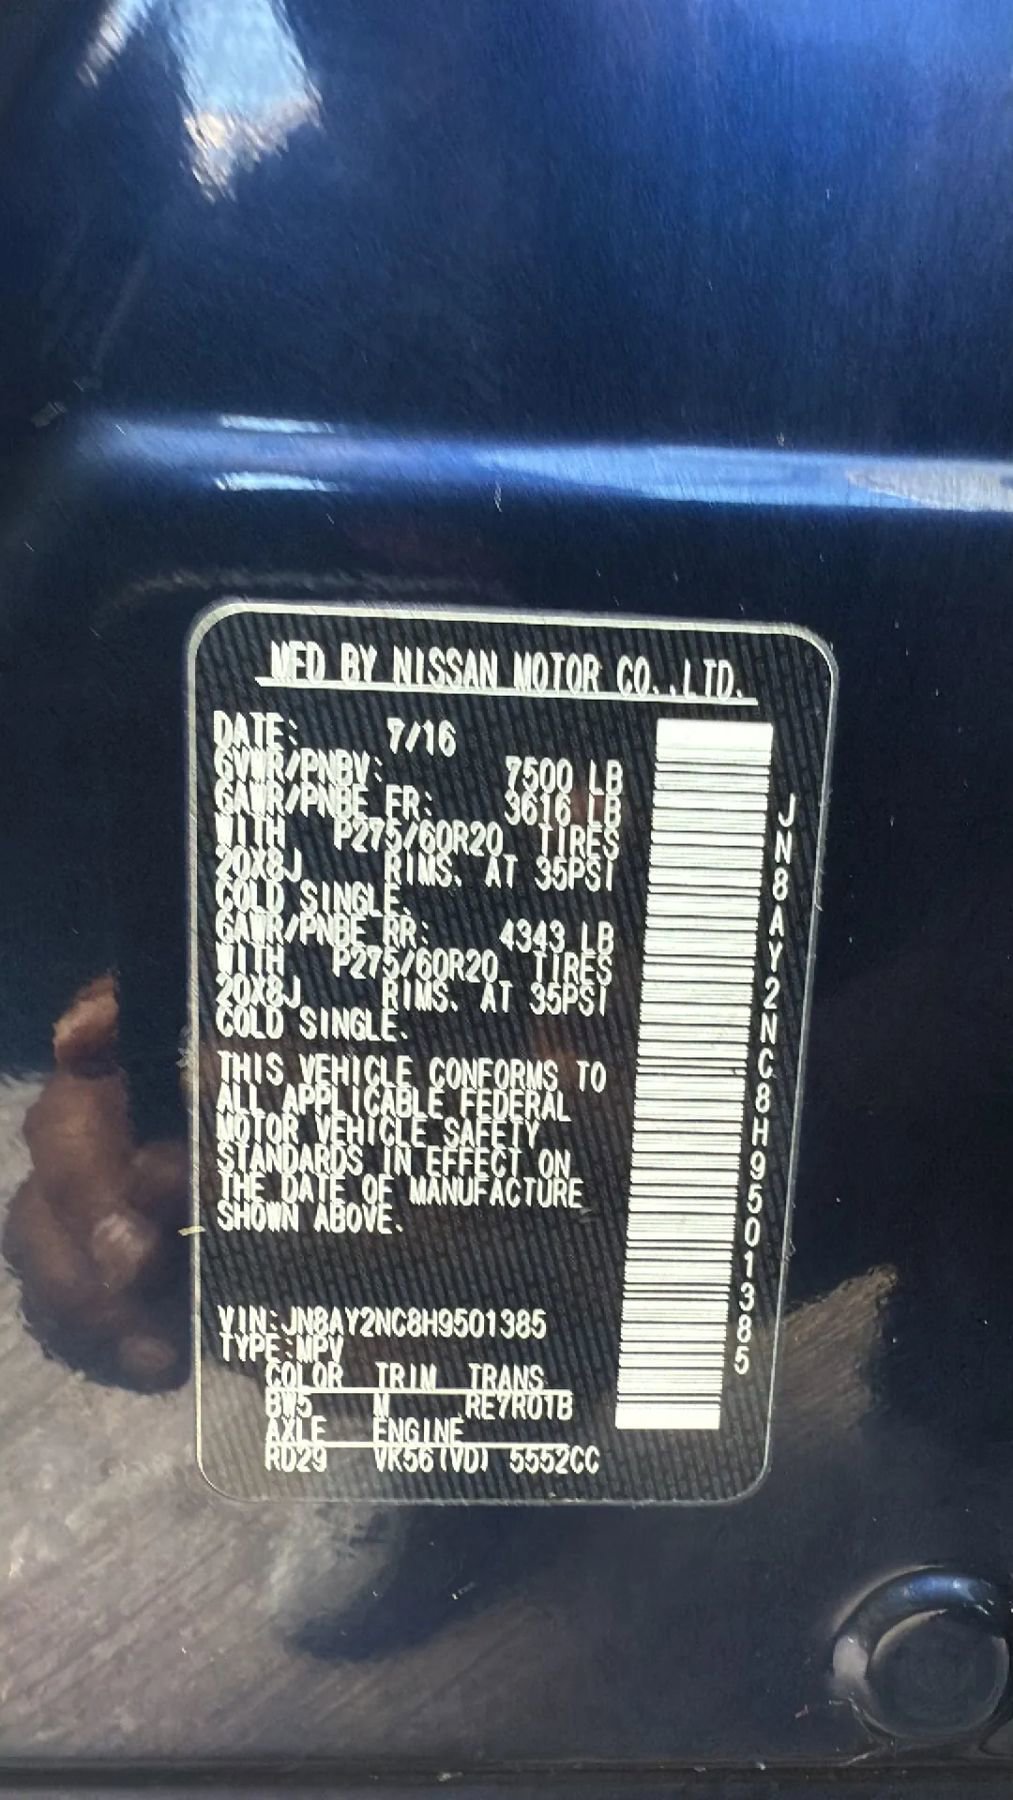 MFD BY NISSAN MOTOR CO.,LTD.
DATE: 7/16
GVWR/PNBV: 7500 LB
GAWR/PNBE FR: 3616 LB
WITH P275/60R20 TIRES
20X8J RIMS. AT 35PSI
COLD SINGLE.
GAWR/PNBE RR: 4343 LB
WITH P275/60R20 TIRES
20X8J RIMS. AT 35PSI
COLD SINGLE.
THIS VEHICLE CONFORMS TO
ALL APPLICABLE FEDERAL
MOTOR VEHICLE SAFETY
STANDARDS IN EFFECT ON
THE DATE OF MANUFACTURE
SHOWN ABOVE.
VIN:JN8AY2NC8H9501385
TYPE:MPV
COLOR TRIM TRANS
BW5 M RE7R01B
AXLE ENGINE
RD29 VK56(VD) 5552CC
JN8AY2NC8H9501385